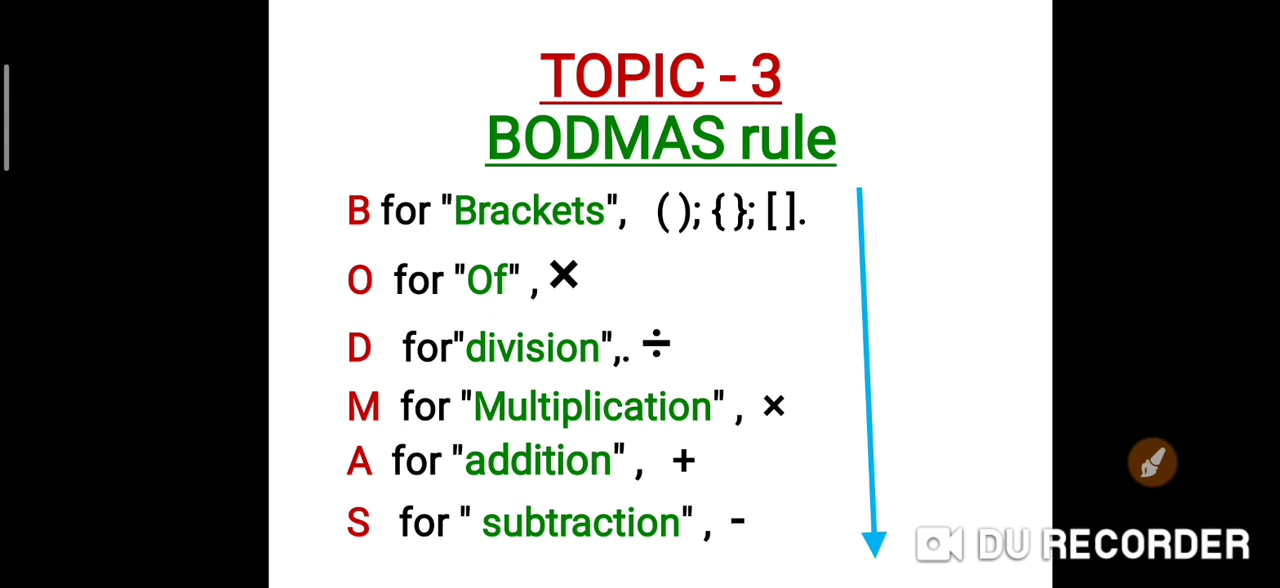 TOPIC - 3
BODMAS rule
B for "Brackets", ( ); { }; [ ].
O for "Of" , ×
D for"division",. ÷
M for "Multiplication" , ×
A for "addition" , +
S for " subtraction" , -
DU RECORDER